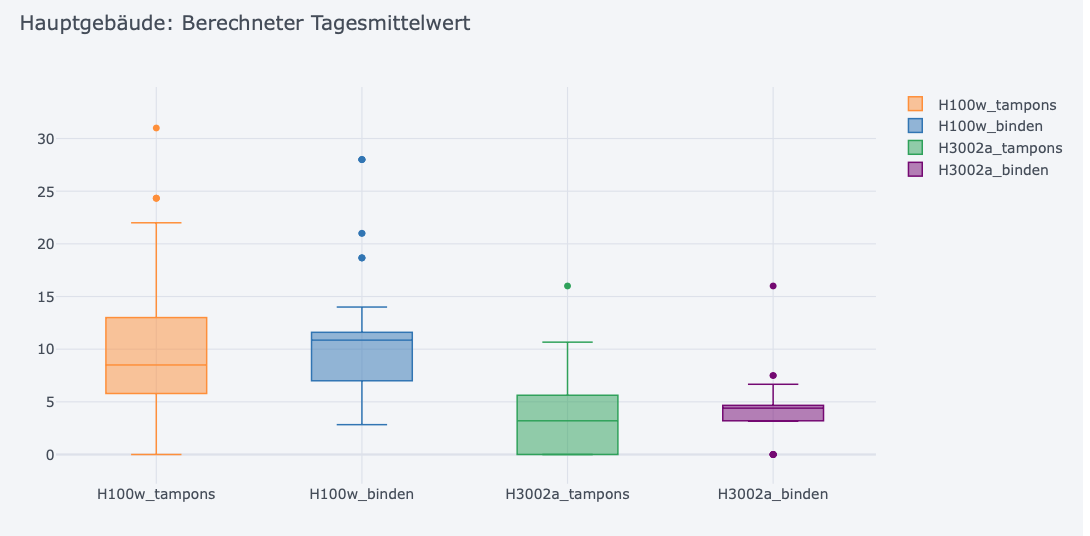 Hauptgebäude: Berechneter Tagesmittelwert
H100w_tampons
H100w_binden
H3002a_tampons
H3002a_binden
30
25
20
15
10
5
0
H100w_tampons
H100w_binden
H3002a_tampons
H3002a_binden